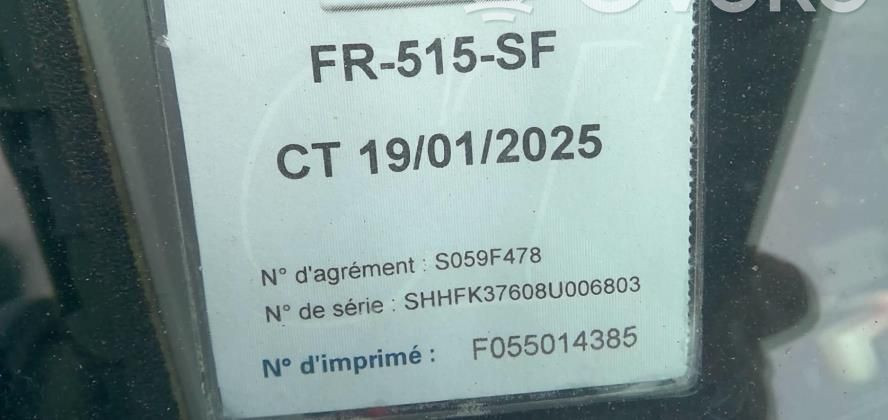 FR-515-SF
CT 19/01/2025
N° d'agrément : S059F478
N° de série : SHHFK37608U006803
N° d'imprimé : F055014385